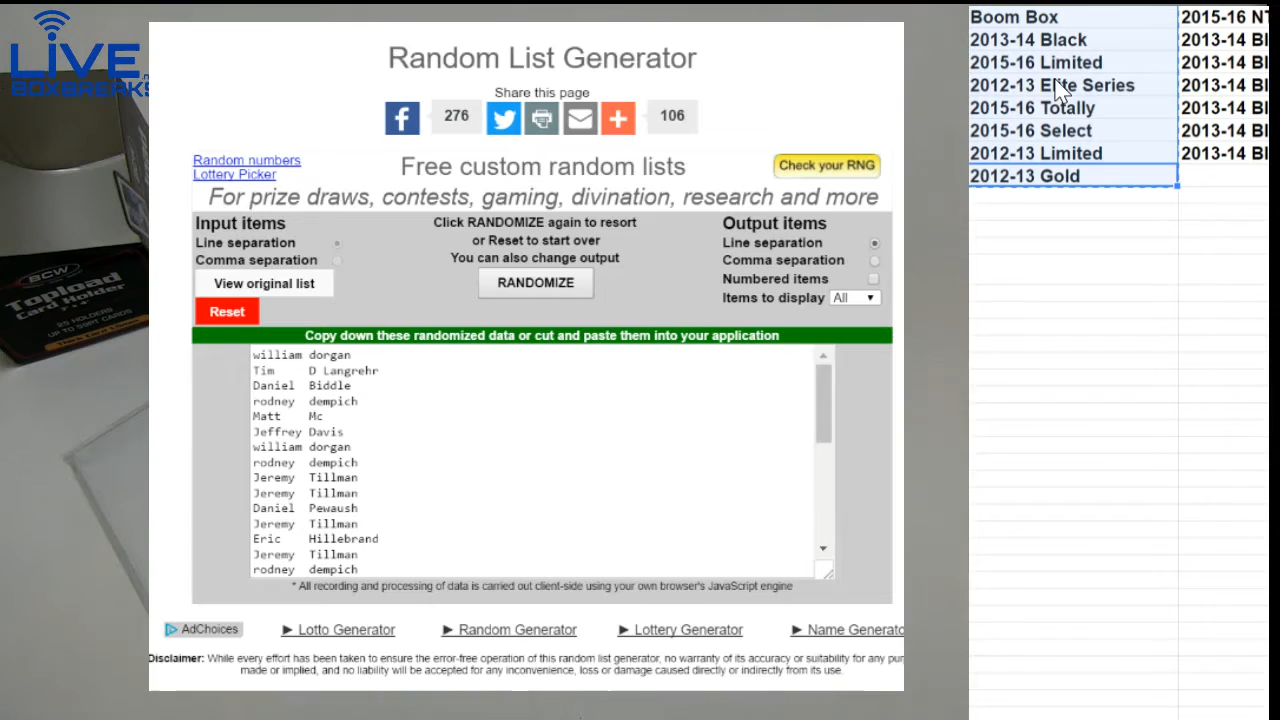 LIVE
BOXBREAKS
Random List Generator
Share this page
276
106
Random numbers
Lottery Picker
Free custom random lists
Check your RNG
For prize draws, contests, gaming, divination, research and more
Input items
Line separation
Comma separation
View original list
Reset
Click RANDOMIZE again to resort
or Reset to start over
You can also change output
RANDOMIZE
Output items
Line separation
Comma separation
Numbered items
Items to display All
Copy down these randomized data or cut and paste them into your application
william dorgan
Tim D Langrehr
Daniel Biddle
rodney dempich
Matt Mc
Jeffrey Davis
william dorgan
rodney dempich
Jeremy Tillman
Jeremy Tillman
Daniel Pewaush
Jeremy Tillman
Eric Hillebrand
Jeremy Tillman
rodney dempich
* All recording and processing of data is carried out client-side using your own browser's JavaScript engine
AdChoices
► Lotto Generator
► Random Generator
► Lottery Generator
► Name Generato
Disclaimer: While every effort has been taken to ensure the error-free operation of this random list generator, no warranty of its accuracy or suitability for any pur
made or implied, and no liability will be accepted for any inconvenience, loss or damage caused directly or indirectly from its use.
Boom Box
2013-14 Black
2015-16 Limited
2012-13 Elite Series
2015-16 Totally
2015-16 Select
2012-13 Limited
2012-13 Gold
2015-16 NT
2013-14 Bl
2013-14 Bl
2013-14 Bl
2013-14 Bl
2013-14 Bl
2013-14 Bl
BCW
Topload
Card Holder
25 HOLDERS
UP TO 59PT CARDS